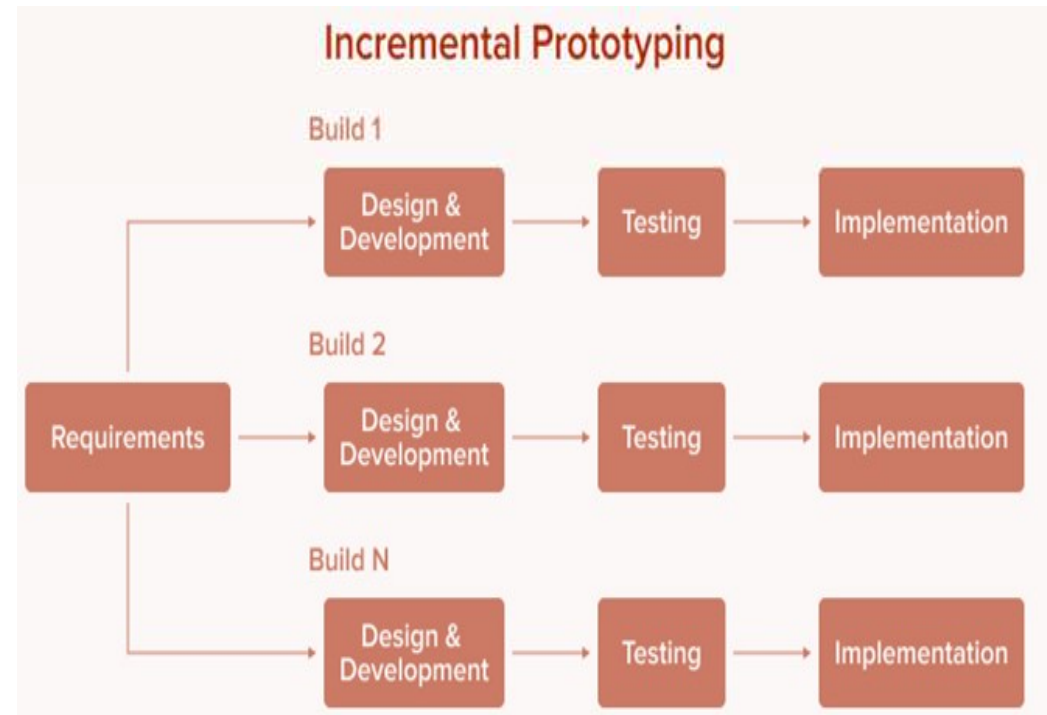 Incremental Prototyping
Build 1
Design &
Development
Testing
Implementation
Build 2
Requirements
Design &
Development
Testing
Implementation
Build N
Design &
Development
Testing
Implementation